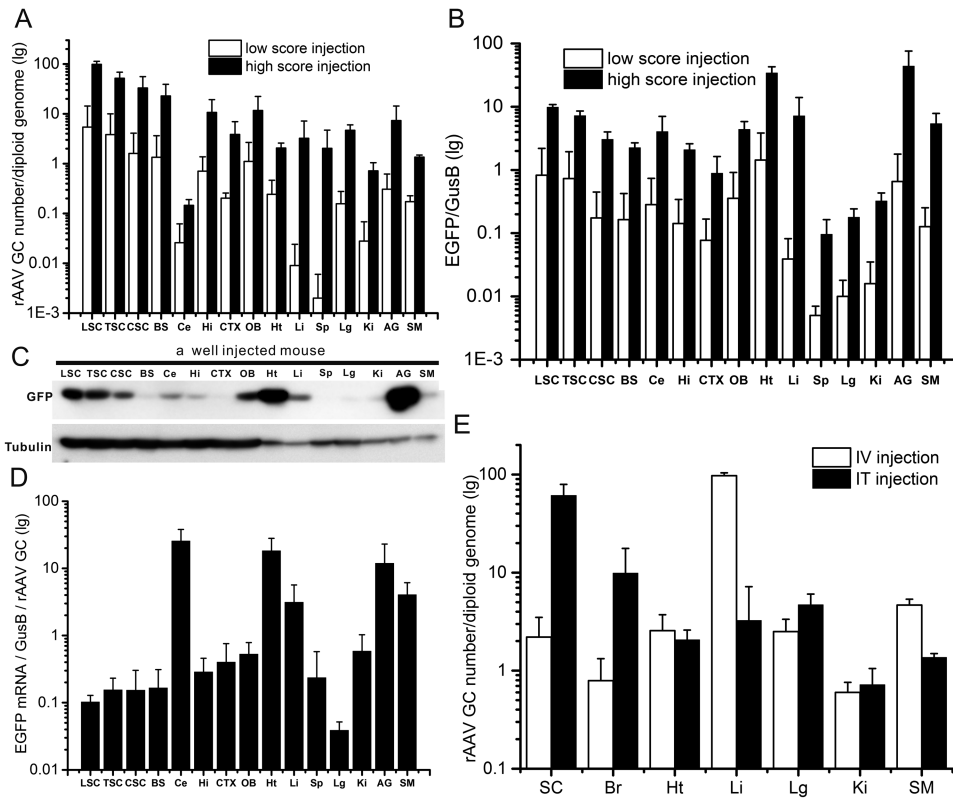 A
low score injection
high score injection
rAAV GC number/diploid genome (lg)
100
10
1
0.1
0.01
1E-3
LSC TSC CSC BS Ce Hi CTX OB Ht Li Sp Lg Ki AG SM
B
low score injection
high score injection
EGFP/GusB (lg)
100
10
1
0.1
0.01
1E-3
LSC TSC CSC BS Ce Hi CTX OB Ht Li Sp Lg Ki AG SM
C
a well injected mouse
LSC TSC CSC BS Ce Hi CTX OB Ht Li Sp Lg Ki AG SM
GFP
Tubulin
D
EGFP mRNA / GusB / rAAV GC (lg)
100
10
1
0.1
0.01
LSC TSC CSC BS Ce Hi CTX OB Ht Li Sp Lg Ki AG SM
E
IV injection
IT injection
rAAV GC number/diploid genome (lg)
100
10
1
0.1
SC Br Ht Li Lg Ki SM